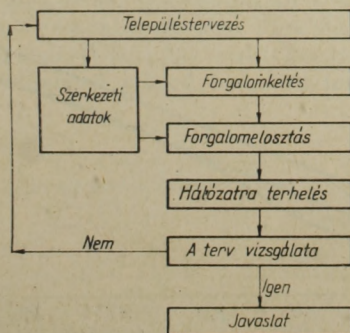 Településtervezés
Szerkezeti
adatok
Forgalomkeltés
Forgalomelosztás
Hálózatra terhelés
Nem
A terv vizsgálata
Igen
Javaslat